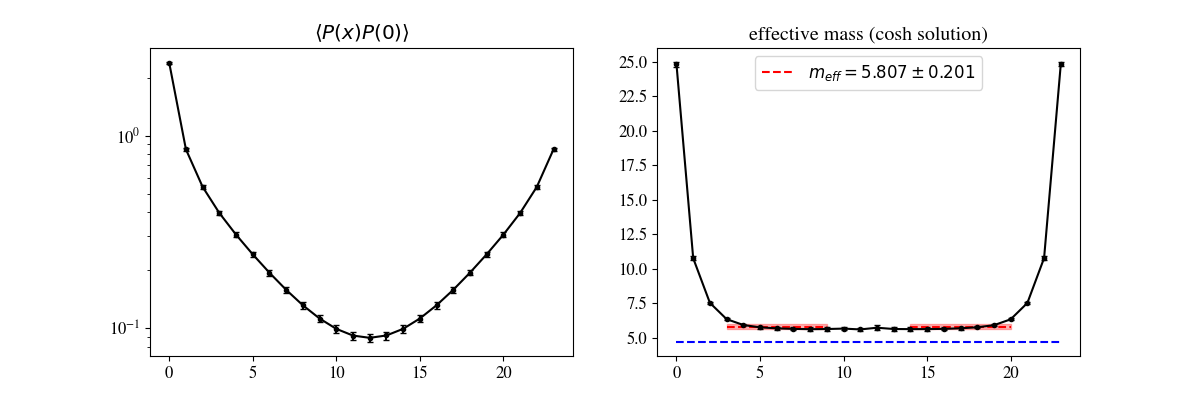 ⟨P(x)P(0)⟩
10⁰
10⁻¹
0 5 10 15 20
effective mass (cosh solution)
m_eff = 5.807 ± 0.201
25.0
22.5
20.0
17.5
15.0
12.5
10.0
7.5
5.0
0 5 10 15 20